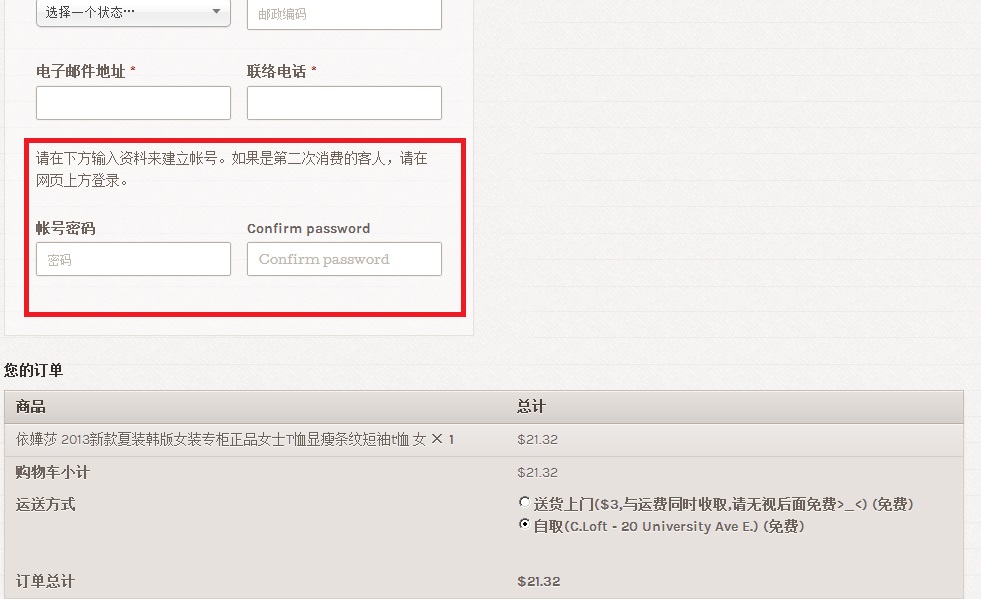 选择一个状态… 邮政编码
电子邮件地址 * 联络电话 *
请在下方输入资料来建立帐号。如果是第二次消费的客人，请在
网页上方登录。
帐号密码 Confirm password
密码 Confirm password
您的订单
商品 总计
依婕莎 2013新款夏装韩版女装专柜正品女士T恤显瘦条纹短袖t恤 女 × 1 $21.32
购物车小计 $21.32
运送方式 送货上门($3,与运费同时收取,请无视后面免费>_<) (免费)
自取(C.Loft - 20 University Ave E.) (免费)
订单总计 $21.32